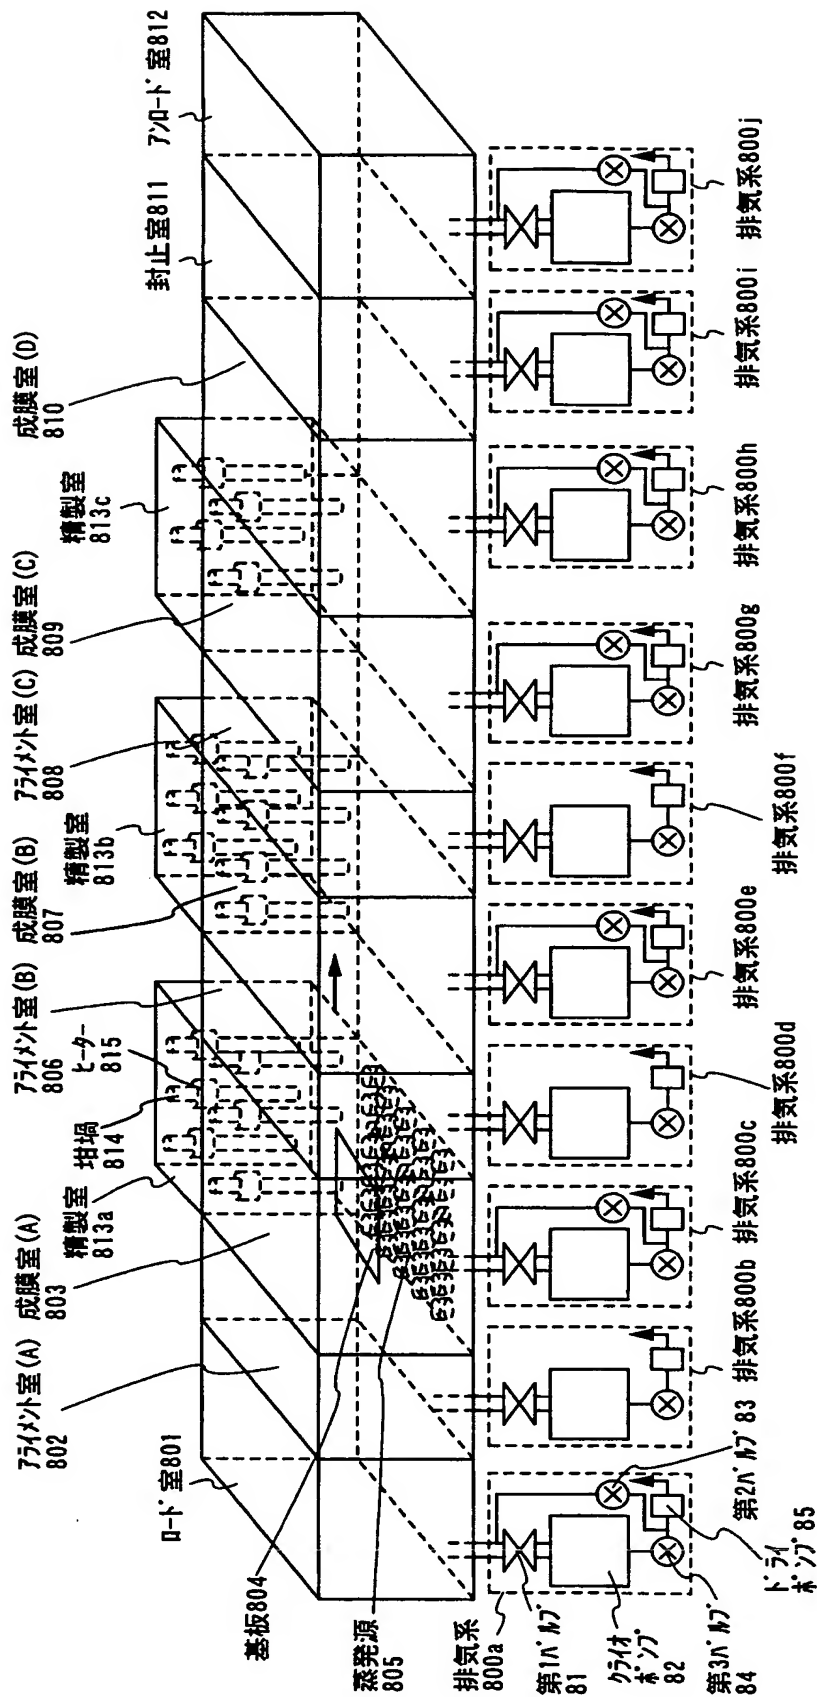 ロード室801
アライメント室(A)
802
成膜室(A)
803
精製室
813a
坩堝
814
ヒーター
815
アライメント室(B)
806
成膜室(B)
807
精製室
813b
アライメント室(C)
808
成膜室(C)
809
精製室
813c
成膜室(D)
810
封止室811
アンロード室812
基板804
蒸発源
805
排気系
800a
第1バルブ
81
クライオ
ポンプ
82
第3バルブ
84
ドライ
ポンプ85
第2バルブ83
排気系800b
排気系800c
排気系800d
排気系800e
排気系800f
排気系800g
排気系800h
排気系800i
排気系800j